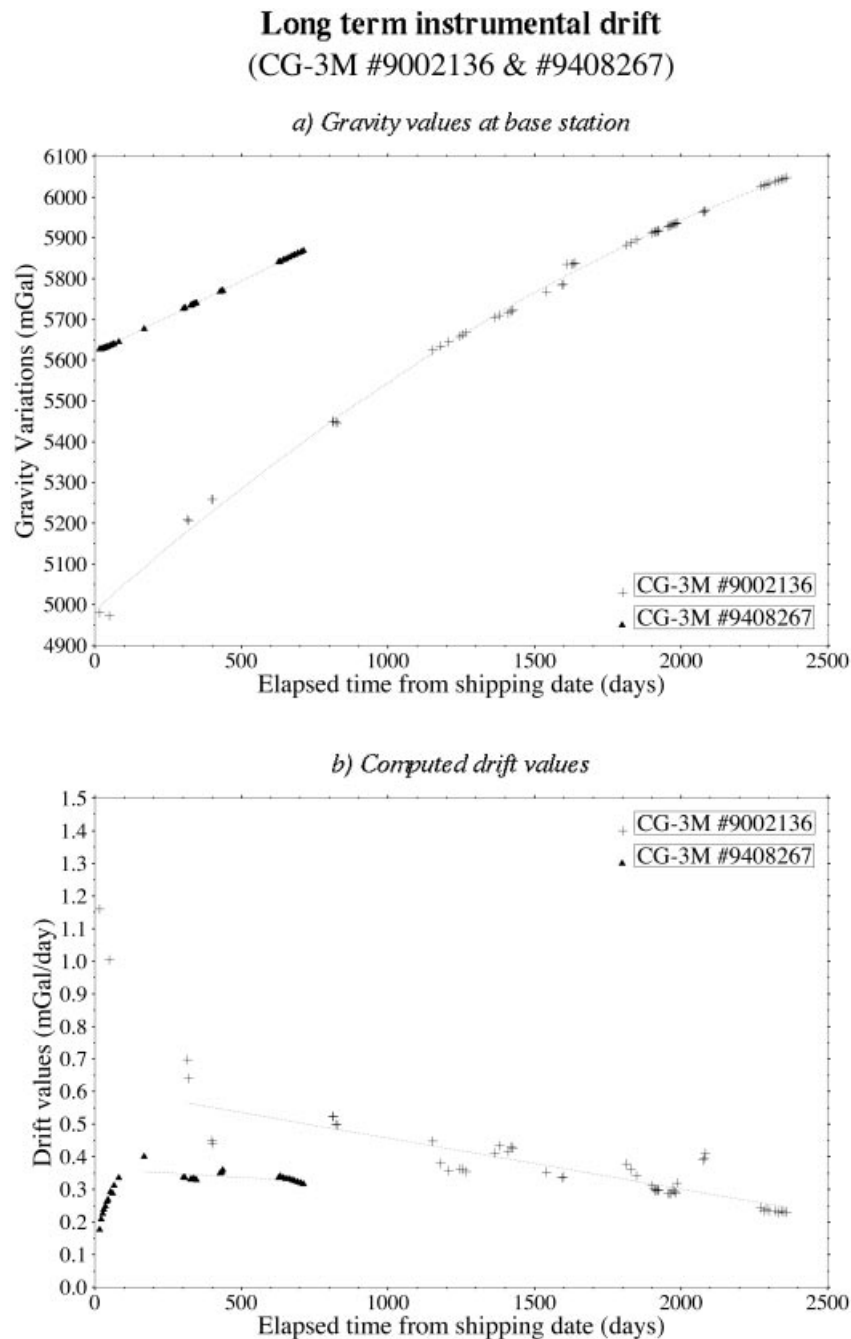 Long term instrumental drift
(CG-3M #9002136 & #9408267)
a) Gravity values at base station
6100
6000
5900
5800
5700
5600
5500
5400
5300
5200
5100
5000
4900
Gravity Variations (mGal)
CG-3M #9002136
CG-3M #9408267
0 500 1000 1500 2000 2500
Elapsed time from shipping date (days)
b) Computed drift values
1.5
1.4
1.3
1.2
1.1
1.0
0.9
0.8
0.7
0.6
0.5
0.4
0.3
0.2
0.1
0.0
Drift values (mGal/day)
CG-3M #9002136
CG-3M #9408267
0 500 1000 1500 2000 2500
Elapsed time from shipping date (days)